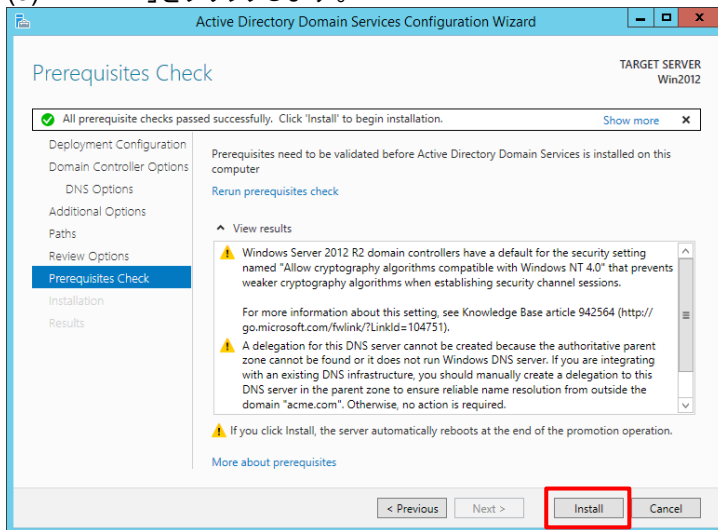 Active Directory Domain Services Configuration Wizard
Prerequisites Check
TARGET SERVER
Win2012
All prerequisite checks passed successfully. Click 'Install' to begin installation.
Show more
Deployment Configuration
Domain Controller Options
DNS Options
Additional Options
Paths
Review Options
Prerequisites Check
Installation
Results
Prerequisites need to be validated before Active Directory Domain Services is installed on this
computer
Rerun prerequisites check
View results
Windows Server 2012 R2 domain controllers have a default for the security setting
named "Allow cryptography algorithms compatible with Windows NT 4.0" that prevents
weaker cryptography algorithms when establishing security channel sessions.
For more information about this setting, see Knowledge Base article 942564 (http://
go.microsoft.com/fwlink/?LinkId=104751).
A delegation for this DNS server cannot be created because the authoritative parent
zone cannot be found or it does not run Windows DNS server. If you are integrating
with an existing DNS infrastructure, you should manually create a delegation to this
DNS server in the parent zone to ensure reliable name resolution from outside the
domain "acme.com". Otherwise, no action is required.
If you click Install, the server automatically reboots at the end of the promotion operation.
More about prerequisites
< Previous
Next >
Install
Cancel